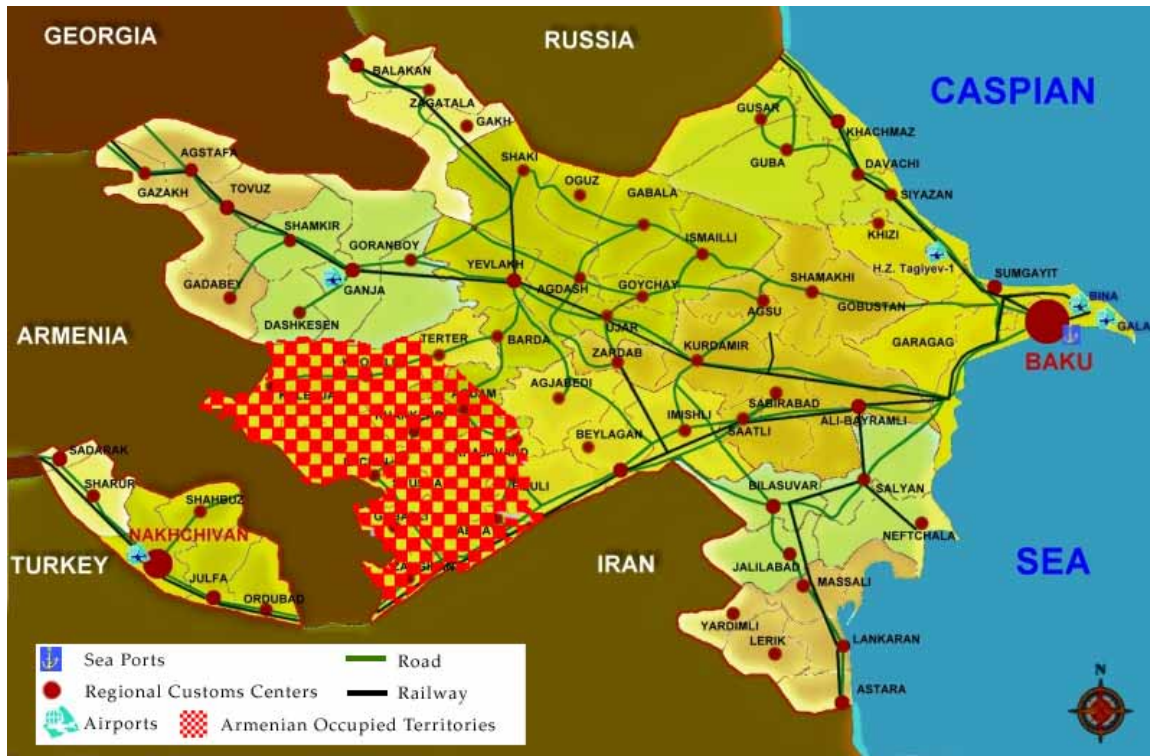 GEORGIA
RUSSIA
CASPIAN
BALAKAN
ZAGATALA
GAKH
GUSAR
KHACHMAZ
GUBA
AGSTAFA
SHAKI
DAVACHI
GAZAKH
TOVUZ
OGUZ
SIYAZAN
GABALA
SHAMKIR
KHIZI
GORANBOY
ISMAILLI
YEVLAKH
H.Z. Tagiyev-1
SUMGAYIT
GADABEY
GANJA
AGDASH
GOYCHAY
SHAMAKHI
BINA
GOBUSTAN
AGSU
GALA
DASHKESEN
UJAR
ARMENIA
TERTER
BARDA
KURDAMIR
GARAGAG
ZARDAB
BAKU
AGJABEDI
SABIRABAD
IMISHLI
ALI-BAYRAMLI
SAATLI
BEYLAGAN
SADARAK
SHARUR
BILASUVAR
SALYAN
SHAHBUZ
NAKHCHIVAN
NEFTCHALA
TURKEY
IRAN
SEA
JULFA
JALILABAD
MASSALI
ORDUBAD
YARDIMLI
LERIK
LANKARAN
ASTARA
Sea Ports
Road
Regional Customs Centers
Railway
Airports
Armenian Occupied Territories
N